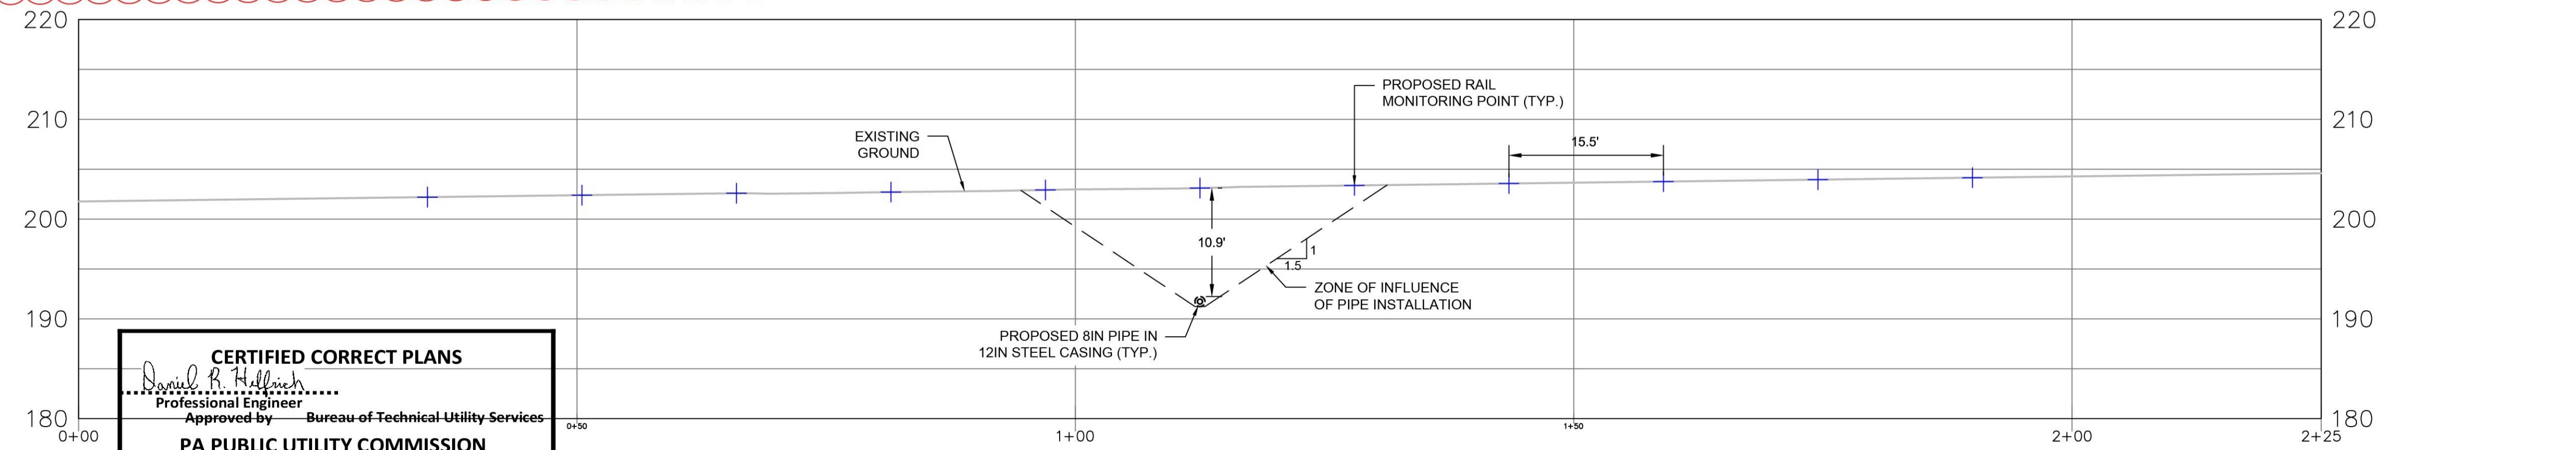 220
220
PROPOSED RAIL
MONITORING POINT (TYP.)
210
210
EXISTING
GROUND
15.5'
200
200
10.9'
1
1.5
ZONE OF INFLUENCE
OF PIPE INSTALLATION
190
190
PROPOSED 8IN PIPE IN
12IN STEEL CASING (TYP.)
CERTIFIED CORRECT PLANS
Daniel R. Helfrich
Professional Engineer
Approved by Bureau of Technical Utility Services
PA PUBLIC UTILITY COMMISSION
180
180
0+00
0+50
1+00
1+50
2+00
2+25